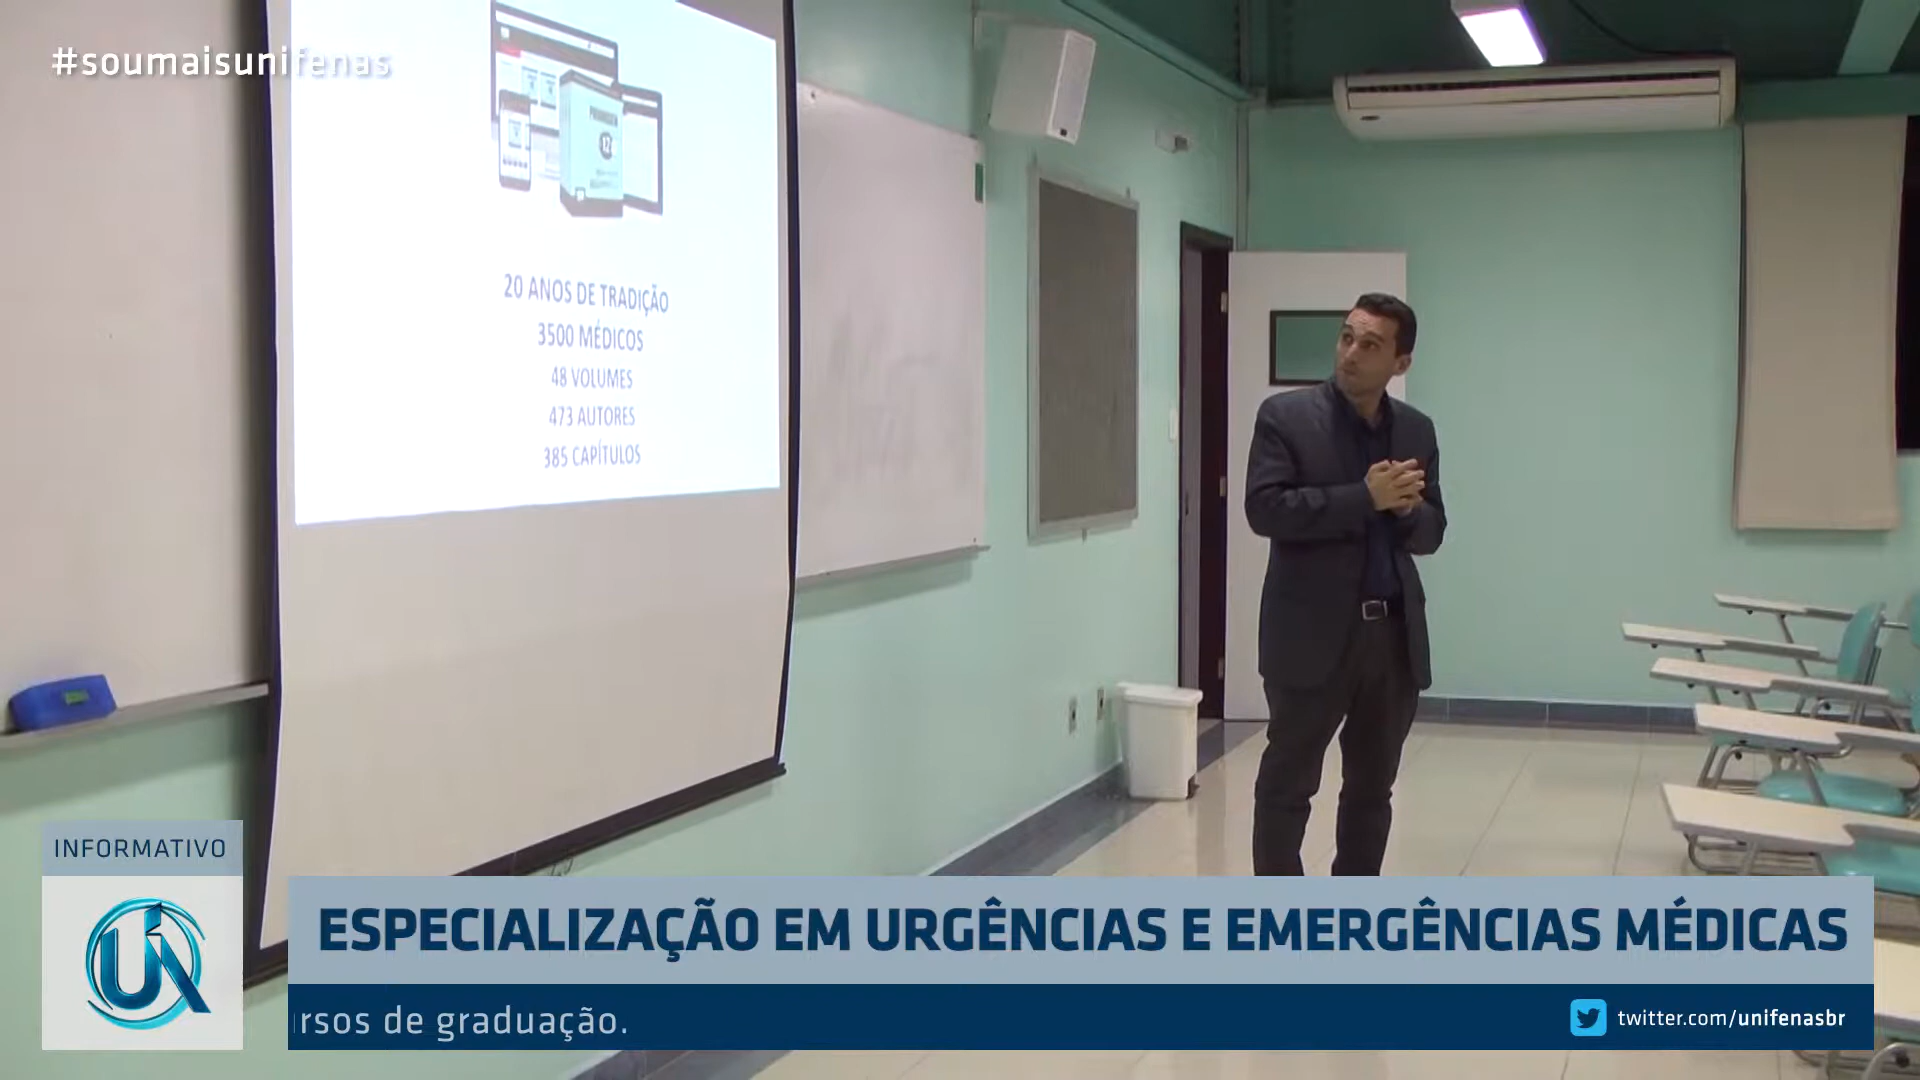 #soumaisunifenas
20 ANOS DE TRADIÇÃO
3500 MÉDICOS
48 VOLUMES
473 AUTORES
385 CAPÍTULOS
INFORMATIVO
ESPECIALIZAÇÃO EM URGÊNCIAS E EMERGÊNCIAS MÉDICAS
rsos de graduação.
twitter.com/unifenasbr